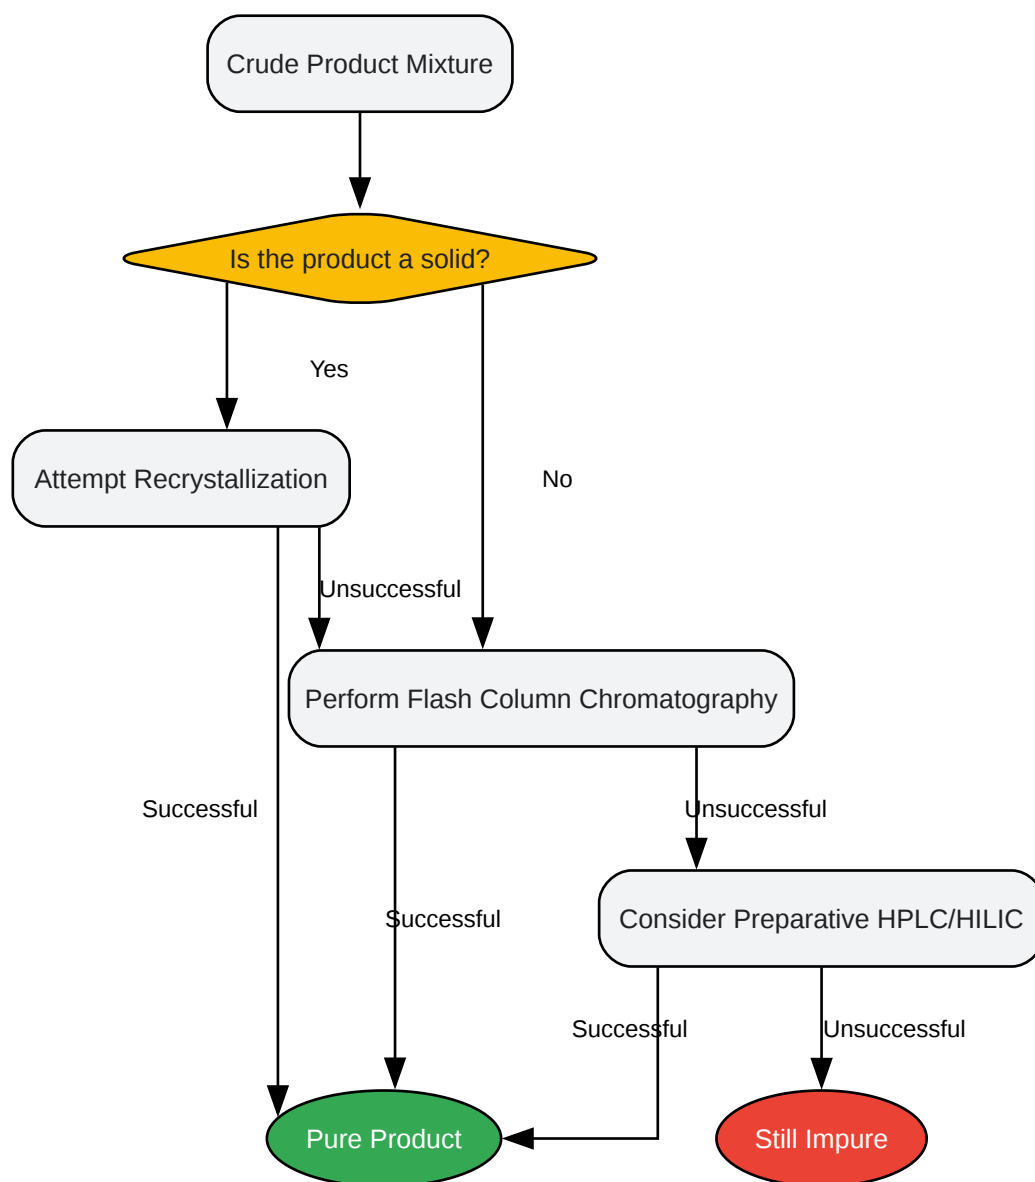 Crude Product Mixture
Is the product a solid?
Yes
Attempt Recrystallization
No
Unsuccessful
Perform Flash Column Chromatography
Successful
Unsuccessful
Successful
Consider Preparative HPLC/HILIC
Successful
Unsuccessful
Pure Product
Still Impure